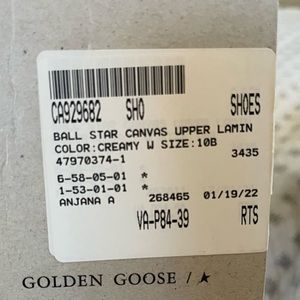 CA929682 SHO SHOES
BALL STAR CANVAS UPPER LAMIN
COLOR:CREAMY W SIZE:10B
47970374-1 3435
6-58-05-01 *
1-53-01-01 *
ANJANA A 268465 01/19/22
VA-P84-39 RTS
GOLDEN GOOSE /★